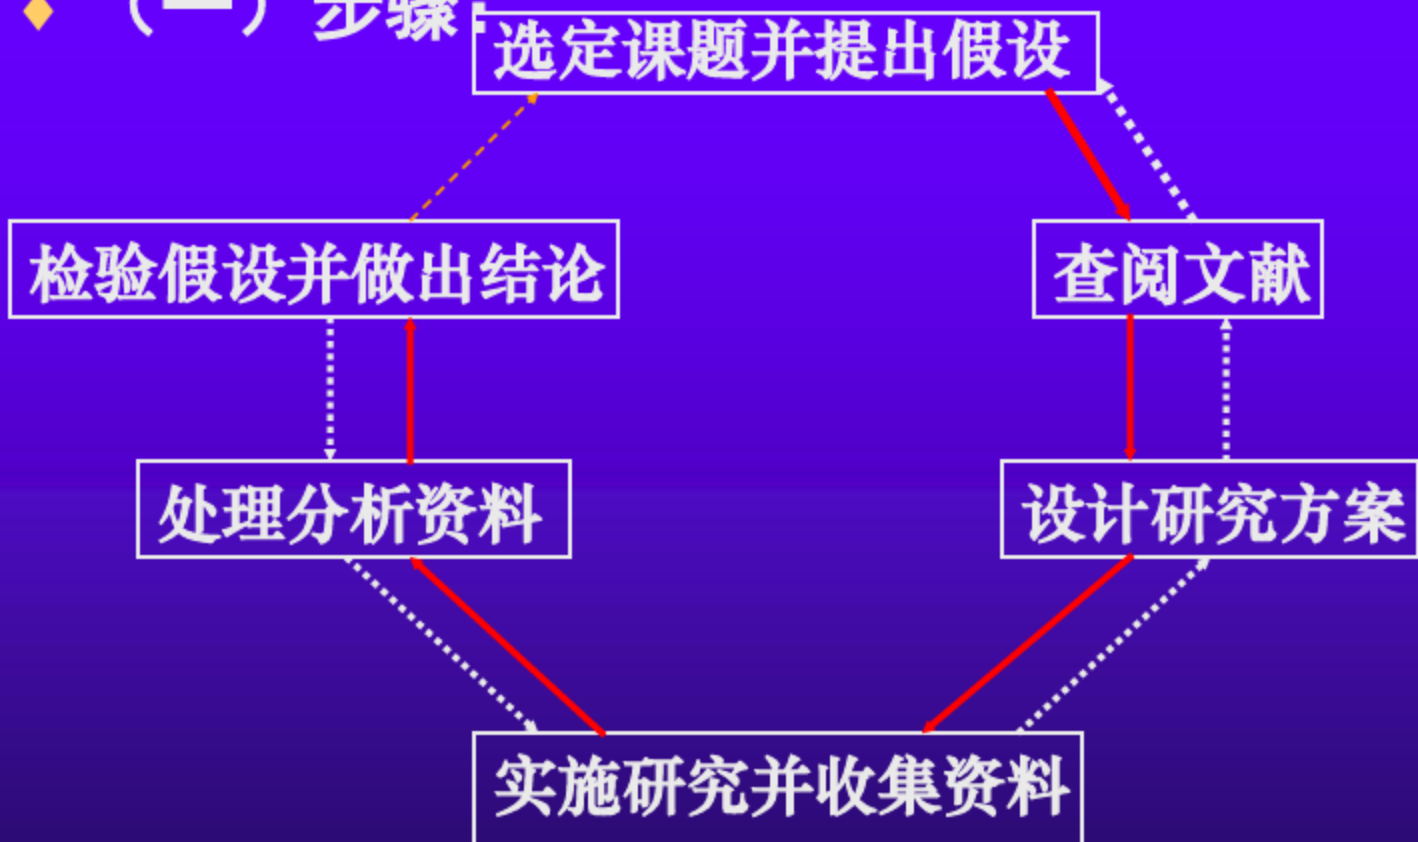 （一）步骤：
选定课题并提出假设
检验假设并做出结论
查阅文献
处理分析资料
设计研究方案
实施研究并收集资料